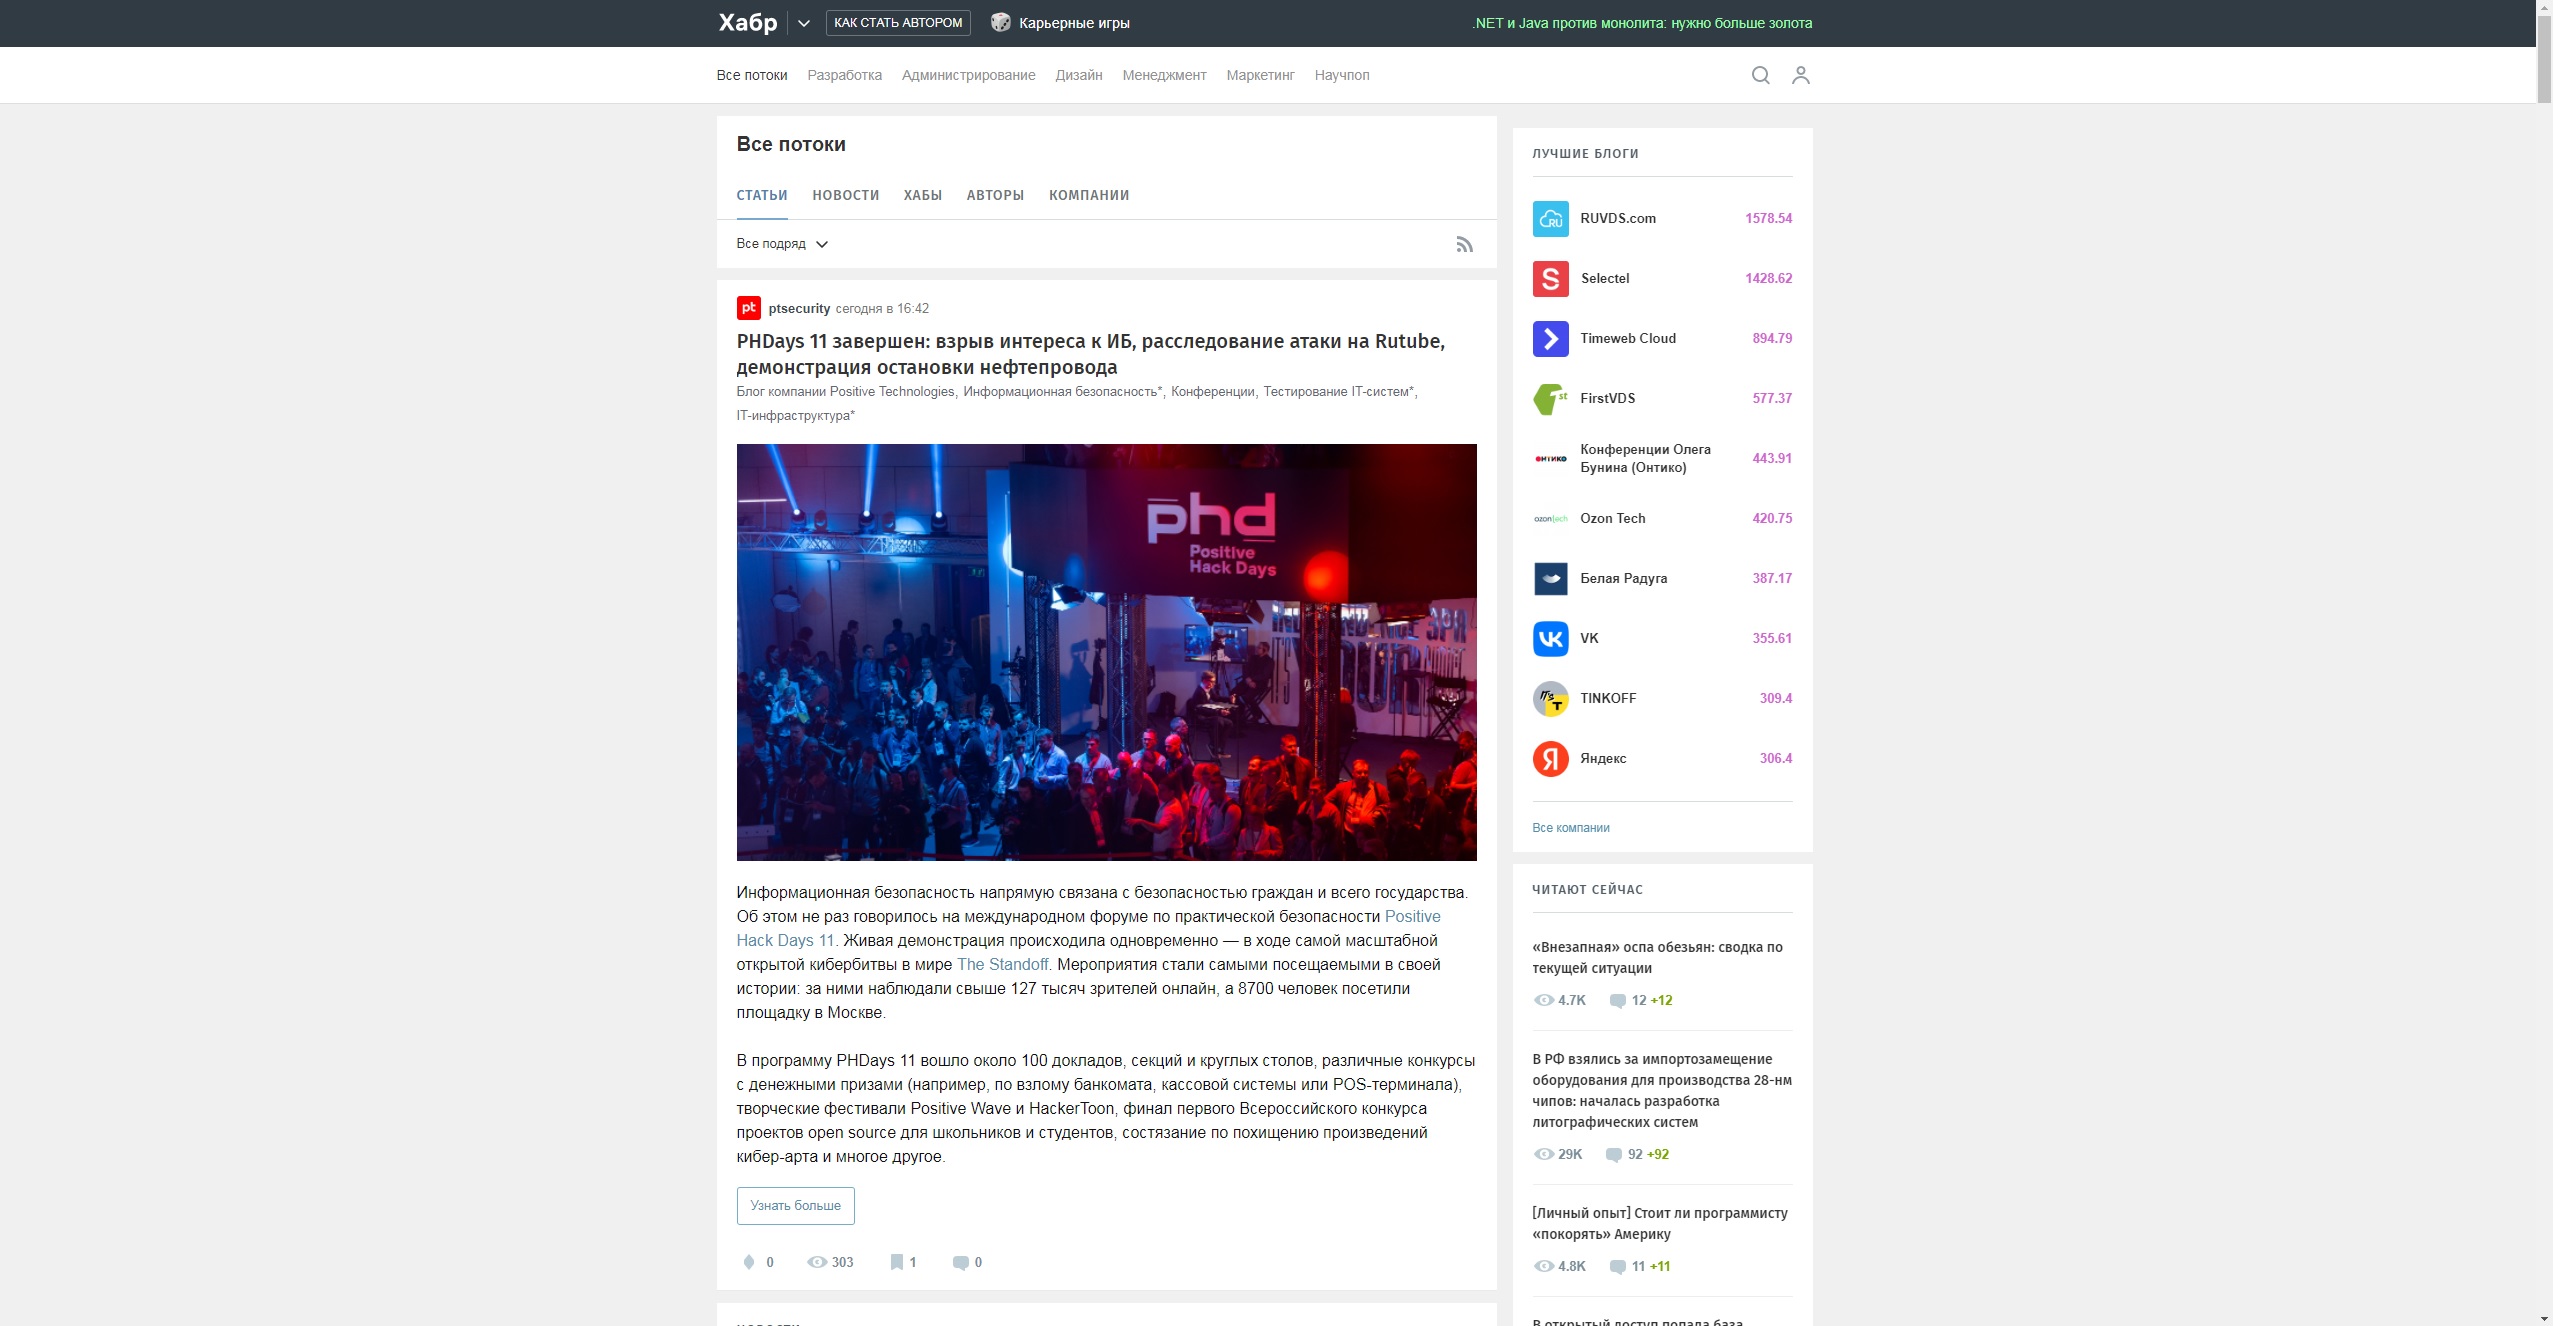 Хабр
КАК СТАТЬ АВТОРОМ
Карьерные игры
.NET и Java против монолита: нужно больше золота
Все потоки Разработка Администрирование Дизайн Менеджмент Маркетинг Научпоп
Все потоки
СТАТЬИ НОВОСТИ ХАБЫ АВТОРЫ КОМПАНИИ
Все подряд
pt ptsecurity сегодня в 16:42
PHDays 11 завершен: взрыв интереса к ИБ, расследование атаки на Rutube,
демонстрация остановки нефтепровода
Блог компании Positive Technologies, Информационная безопасность*, Конференции, Тестирование IT-систем*,
IT-инфраструктура*
phd
Positive
Hack Days
Информационная безопасность напрямую связана с безопасностью граждан и всего государства.
Об этом не раз говорилось на международном форуме по практической безопасности Positive
Hack Days 11. Живая демонстрация происходила одновременно — в ходе самой масштабной
открытой кибербитвы в мире The Standoff. Мероприятия стали самыми посещаемыми в своей
истории: за ними наблюдали свыше 127 тысяч зрителей онлайн, а 8700 человек посетили
площадку в Москве.
В программу PHDays 11 вошло около 100 докладов, секций и круглых столов, различные конкурсы
с денежными призами (например, по взлому банкомата, кассовой системы или POS-терминала),
творческие фестивали Positive Wave и HackerToon, финал первого Всероссийского конкурса
проектов open source для школьников и студентов, состязание по похищению произведений
кибер-арта и многое другое.
Узнать больше
0 303 1 0
НОВОСТИ
ЛУЧШИЕ БЛОГИ
RU RUVDS.com 1578.54
S Selectel 1428.62
Timeweb Cloud 894.79
st FirstVDS 577.37
ОНТИКО Конференции Олега
Бунина (Онтико) 443.91
ozontech Ozon Tech 420.75
Белая Радуга 387.17
VK 355.61
TINKOFF 309.4
Я Яндекс 306.4
Все компании
ЧИТАЮТ СЕЙЧАС
«Внезапная» оспа обезьян: сводка по
текущей ситуации
4.7K 12 +12
В РФ взялись за импортозамещение
оборудования для производства 28-нм
чипов: началась разработка
литографических систем
29K 92 +92
[Личный опыт] Стоит ли программисту
«покорять» Америку
4.8K 11 +11
В открытый доступ попала база